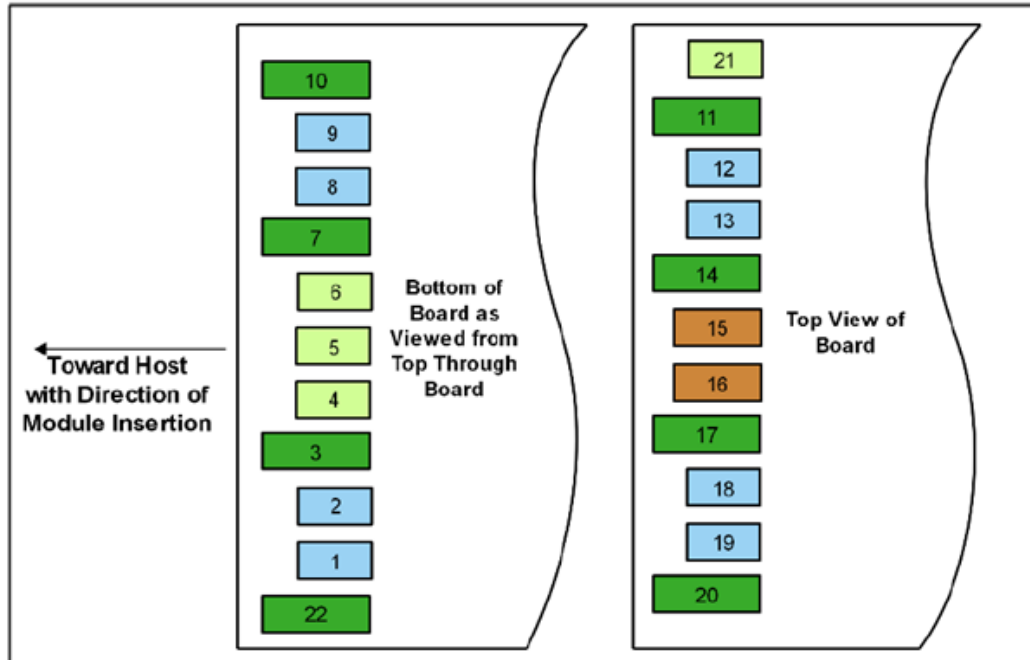 10
9
8
7
6
5
4
3
2
1
22
Bottom of
Board as
Viewed from
Top Through
Board
Toward Host
with Direction of
Module Insertion
21
11
12
13
14
15
16
17
18
19
20
Top View of
Board